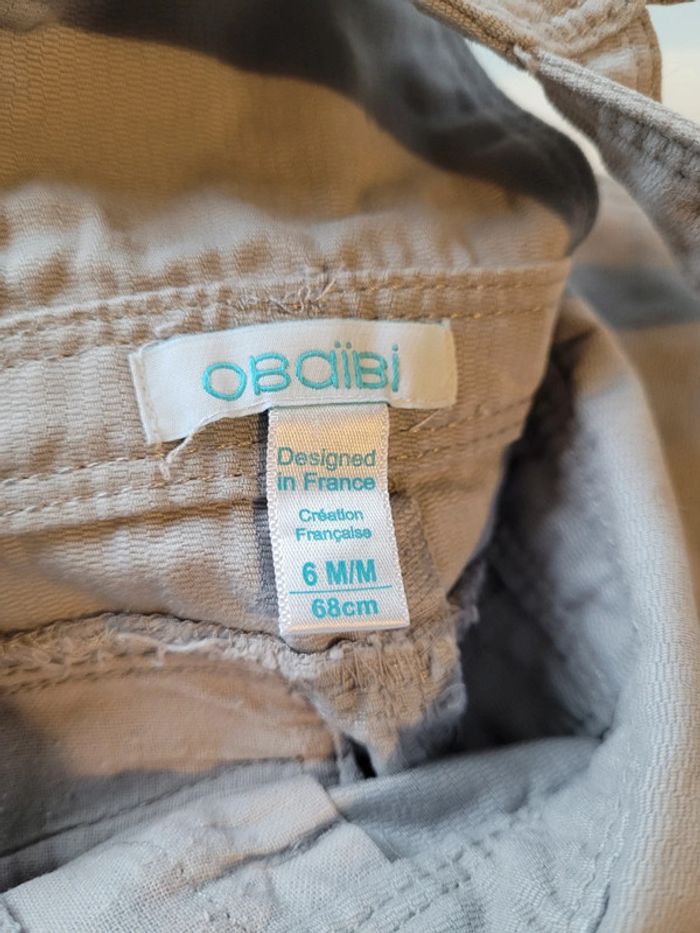 OBaïBi
Designed
in France
Création
Française
6 M/M
68cm